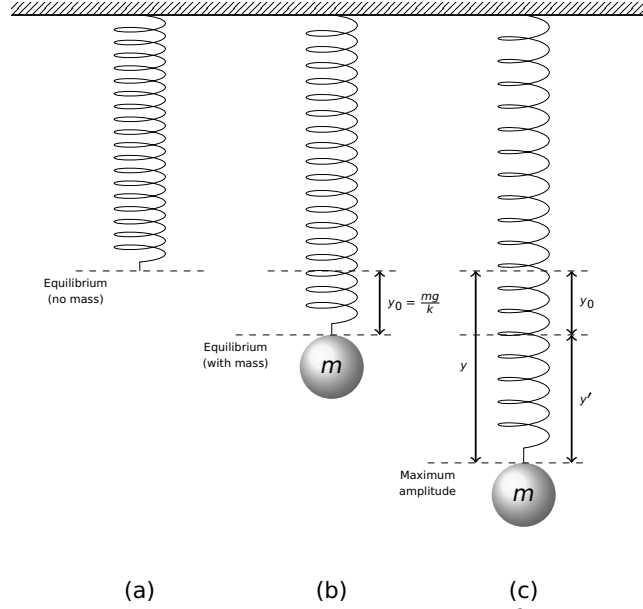 Equilibrium
(no mass)
Equilibrium
(with mass)
y₀ = mg/k
m
y
y₀
y′
Maximum
amplitude
m
(a)
(b)
(c)